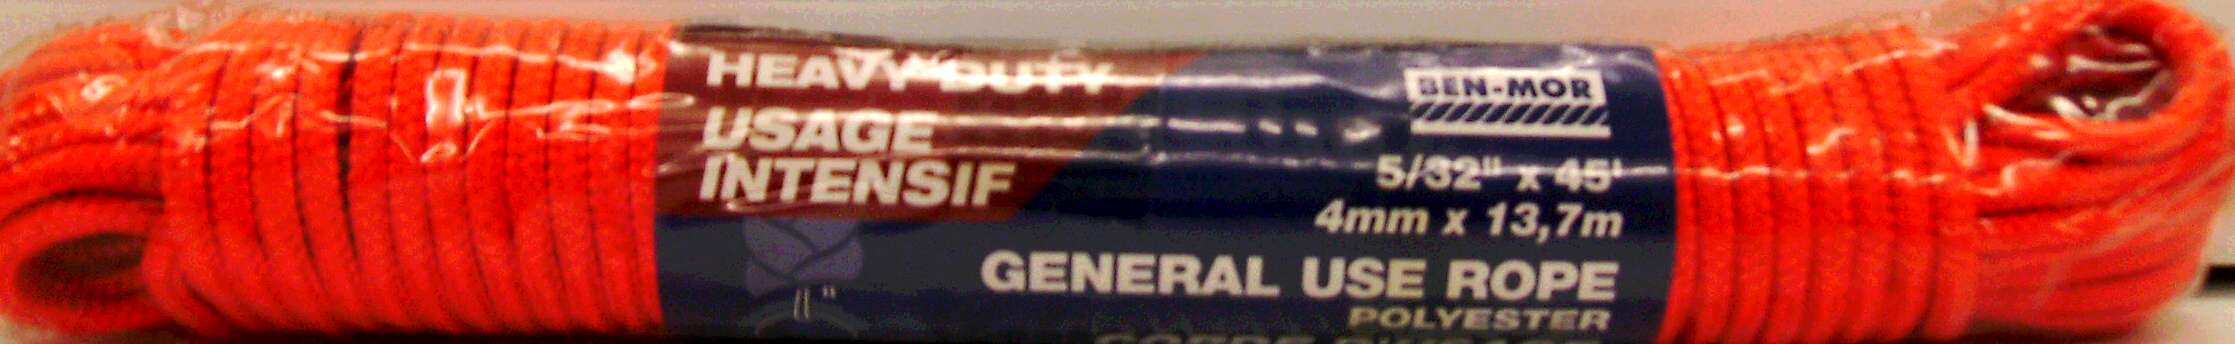 HEAVY DUTY
USAGE
INTENSIF
BEN-MOR
5/32" x 45'
4mm x 13,7m
GENERAL USE ROPE
POLYESTER